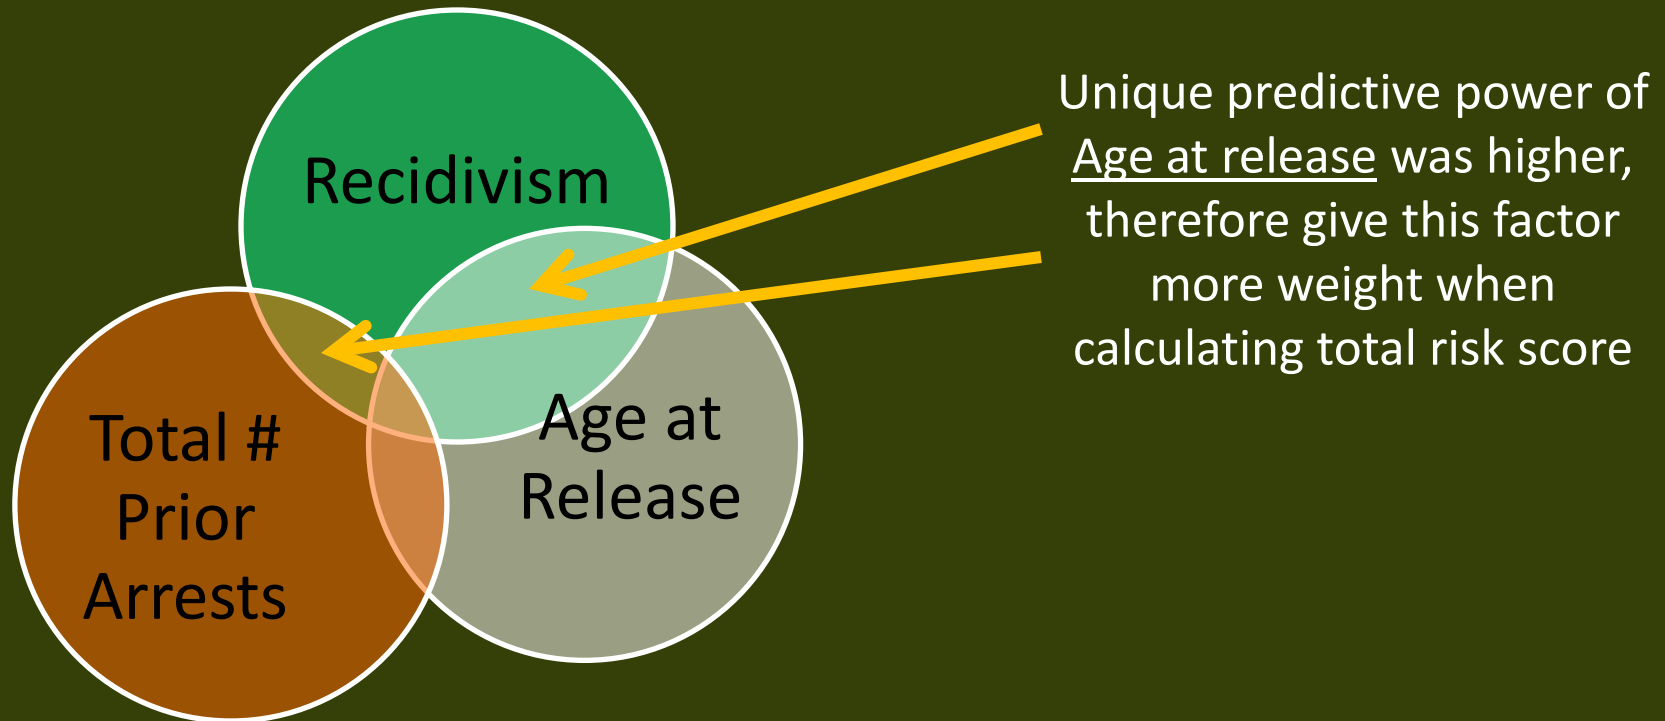 Recidivism
Total #
Prior
Arrests
Age at
Release
Unique predictive power of
Age at release was higher,
therefore give this factor
more weight when
calculating total risk score